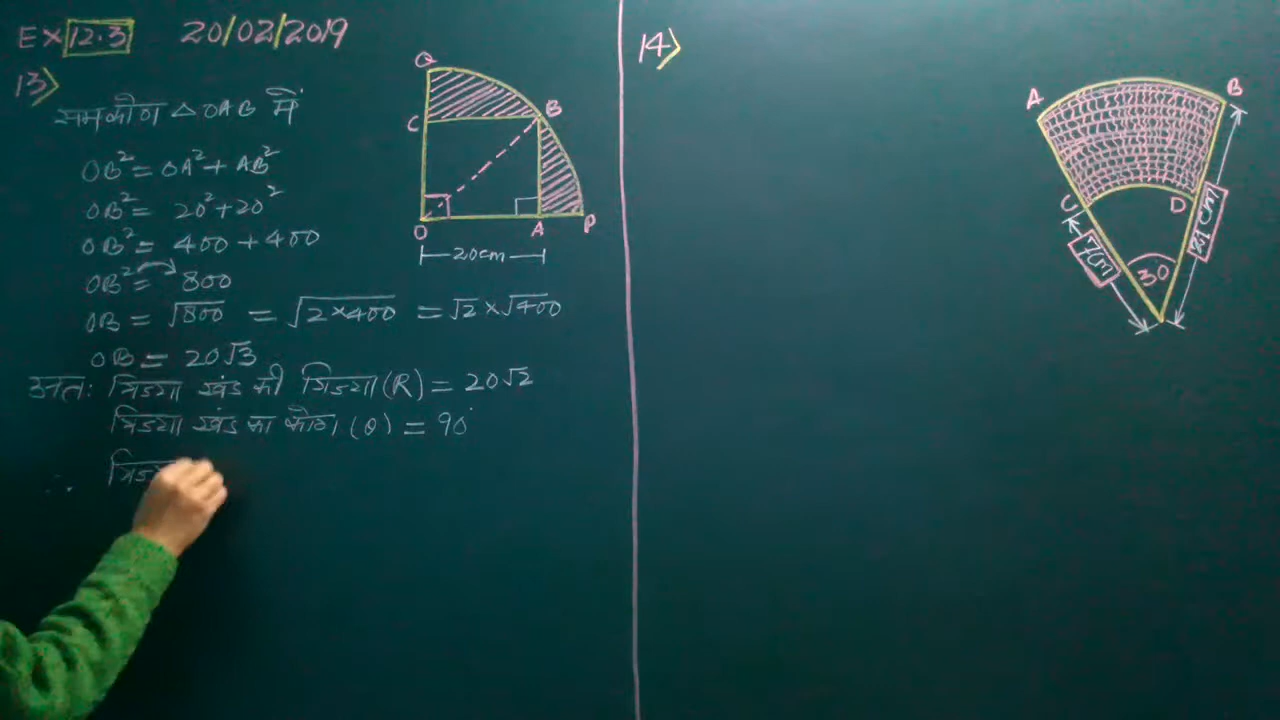 EX 12.3 20/02/2019
13>
समकोण △OAB में
OB² = OA² + AB²
OB² = 20² + 20²
OB² = 400 + 400
OB² = 800
OB = √800 = √2×400 = √2 × √400
OB = 20√3
अतः त्रिज्या खंड की त्रिज्या (R) = 20√2
त्रिज्या खंड का कोण (θ) = 90°
∴
Q
B
C
O
A
P
20cm
14>
A
B
C
D
7cm
30